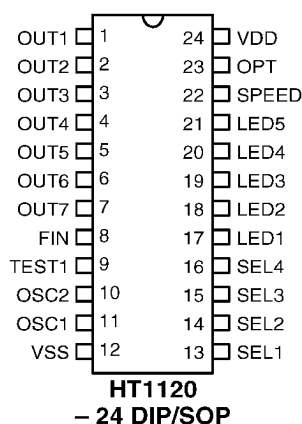 OUT1 1 24 VDD
OUT2 2 23 OPT
OUT3 3 22 SPEED
OUT4 4 21 LED5
OUT5 5 20 LED4
OUT6 6 19 LED3
OUT7 7 18 LED2
FIN 8 17 LED1
TEST1 9 16 SEL4
OSC2 10 15 SEL3
OSC1 11 14 SEL2
VSS 12 13 SEL1
HT1120
– 24 DIP/SOP